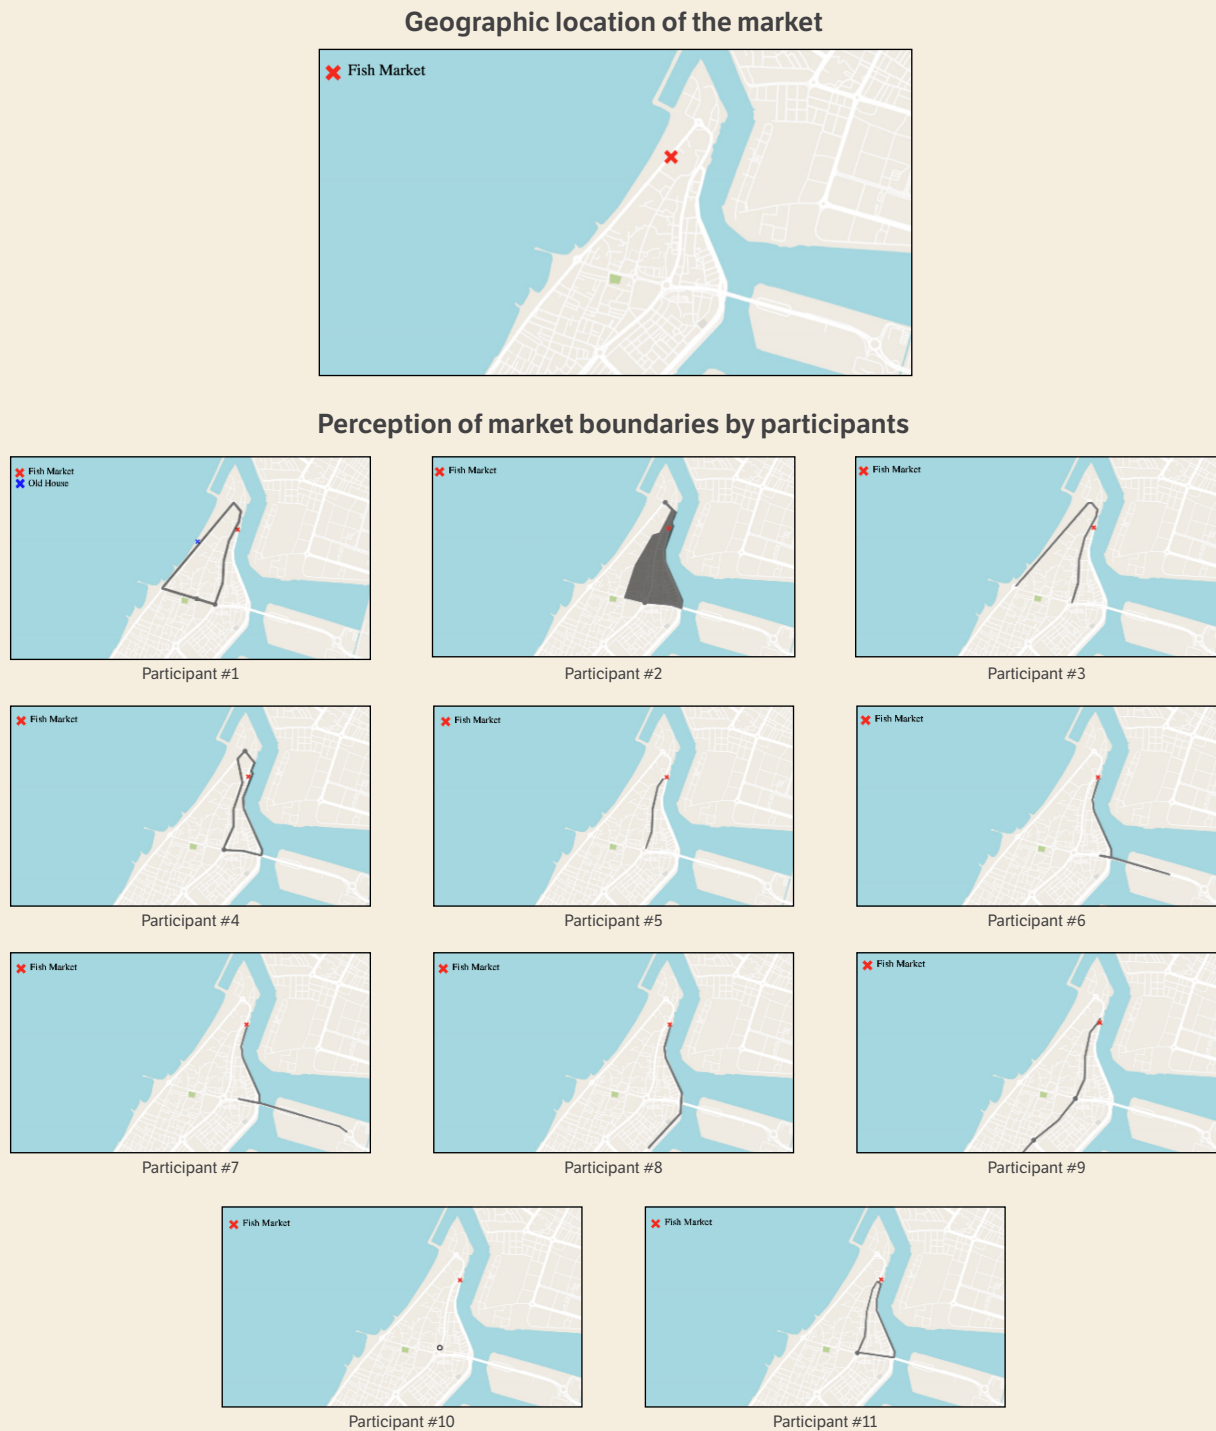 Geographic location of the market
Fish Market
Perception of market boundaries by participants
Fish Market
Old House
Fish Market
Fish Market
Participant #1
Participant #2
Participant #3
Fish Market
Fish Market
Fish Market
Participant #4
Participant #5
Participant #6
Fish Market
Fish Market
Fish Market
Participant #7
Participant #8
Participant #9
Fish Market
Fish Market
Participant #10
Participant #11